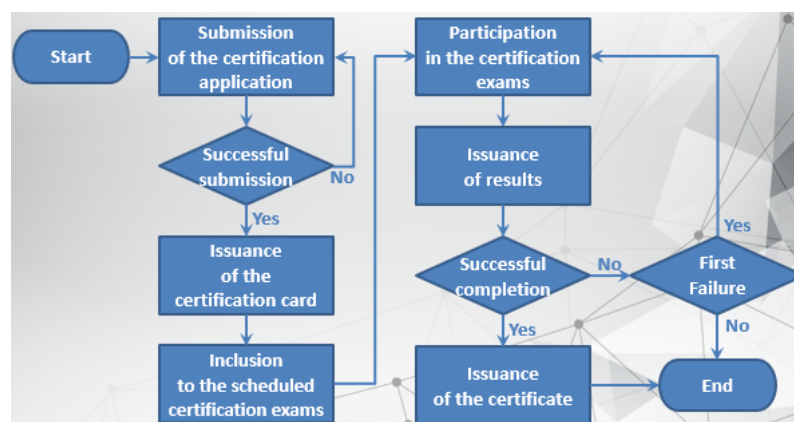 Start
Submission
of the certification
application
Successful
submission
No
Yes
Issuance
of the
certification card
Inclusion
to the scheduled
certification exams
Participation
in the certification
exams
Issuance
of results
Successful
completion
No
Yes
First
Failure
Yes
No
Issuance
of the certificate
End